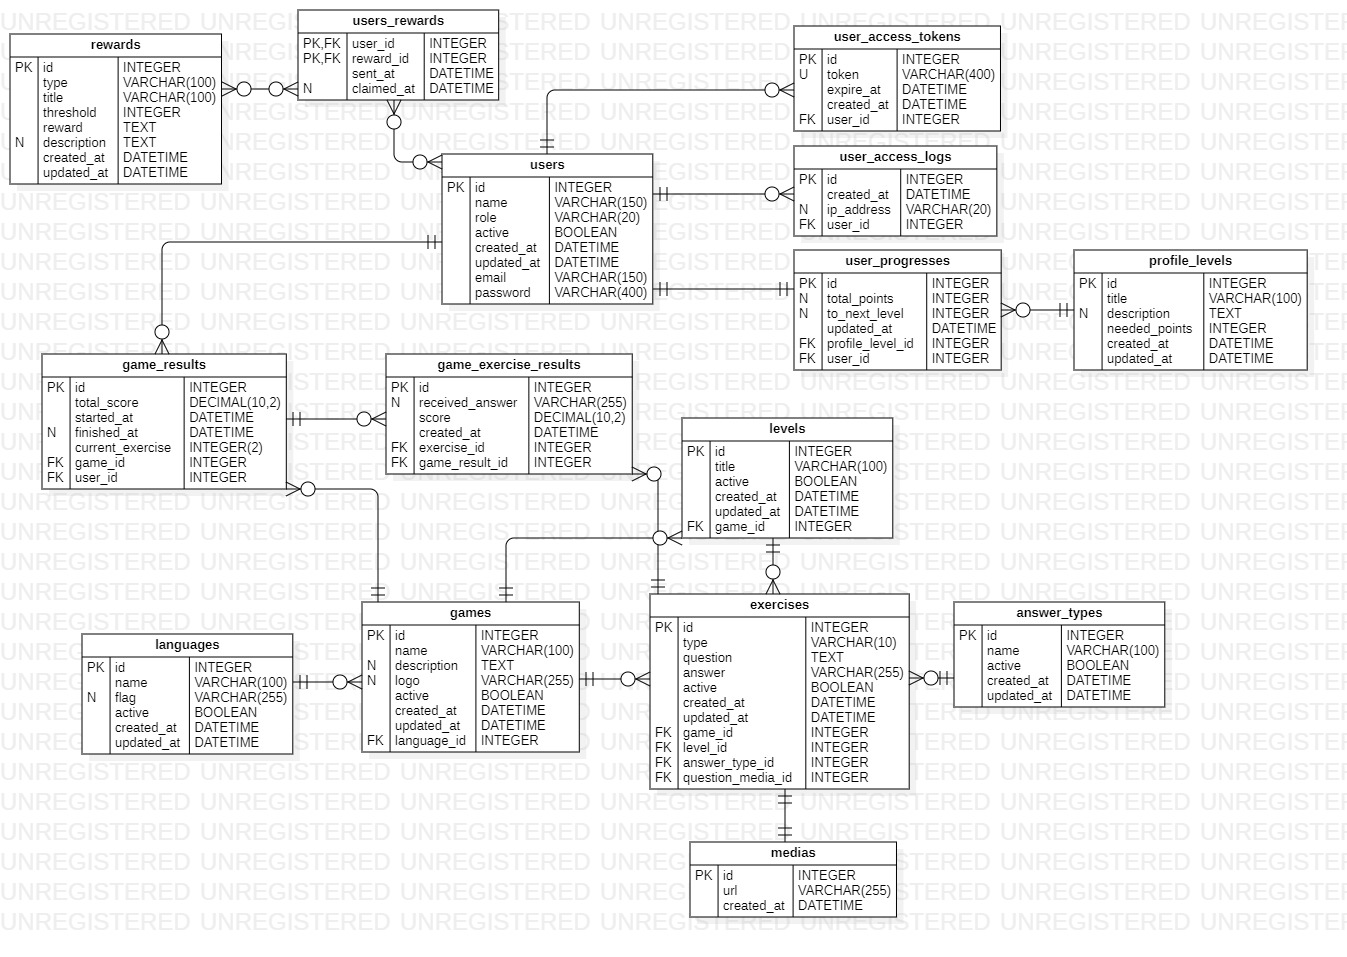 rewards
PK id INTEGER
type VARCHAR(100)
title VARCHAR(100)
threshold INTEGER
reward TEXT
N description TEXT
created_at DATETIME
updated_at DATETIME
users_rewards
PK,FK user_id INTEGER
PK,FK reward_id INTEGER
sent_at DATETIME
N claimed_at DATETIME
user_access_tokens
PK id INTEGER
U token VARCHAR(400)
expire_at DATETIME
created_at DATETIME
FK user_id INTEGER
users
PK id INTEGER
name VARCHAR(150)
role VARCHAR(20)
active BOOLEAN
created_at DATETIME
updated_at DATETIME
email VARCHAR(150)
password VARCHAR(400)
user_access_logs
PK id INTEGER
created_at DATETIME
N ip_address VARCHAR(20)
FK user_id INTEGER
user_progresses
PK id INTEGER
N total_points INTEGER
N to_next_level INTEGER
updated_at DATETIME
FK profile_level_id INTEGER
FK user_id INTEGER
profile_levels
PK id INTEGER
title VARCHAR(100)
N description TEXT
needed_points INTEGER
created_at DATETIME
updated_at DATETIME
game_results
PK id INTEGER
total_score DECIMAL(10,2)
started_at DATETIME
N finished_at DATETIME
current_exercise INTEGER(2)
FK game_id INTEGER
FK user_id INTEGER
game_exercise_results
PK id INTEGER
N received_answer VARCHAR(255)
score DECIMAL(10,2)
created_at DATETIME
FK exercise_id INTEGER
FK game_result_id INTEGER
levels
PK id INTEGER
title VARCHAR(100)
active BOOLEAN
created_at DATETIME
updated_at DATETIME
FK game_id INTEGER
languages
PK id INTEGER
name VARCHAR(100)
N flag VARCHAR(255)
active BOOLEAN
created_at DATETIME
updated_at DATETIME
games
PK id INTEGER
name VARCHAR(100)
N description TEXT
N logo VARCHAR(255)
active BOOLEAN
created_at DATETIME
updated_at DATETIME
FK language_id INTEGER
exercises
PK id INTEGER
type VARCHAR(10)
question TEXT
answer VARCHAR(255)
active BOOLEAN
created_at DATETIME
updated_at DATETIME
FK game_id INTEGER
FK level_id INTEGER
FK answer_type_id INTEGER
FK question_media_id INTEGER
answer_types
PK id INTEGER
name VARCHAR(100)
active BOOLEAN
created_at DATETIME
updated_at DATETIME
medias
PK id INTEGER
url VARCHAR(255)
created_at DATETIME
UNREGISTERED UNREGISTERED UNREGISTERED UNREGISTERED UNREGISTERED UNREGISTERED